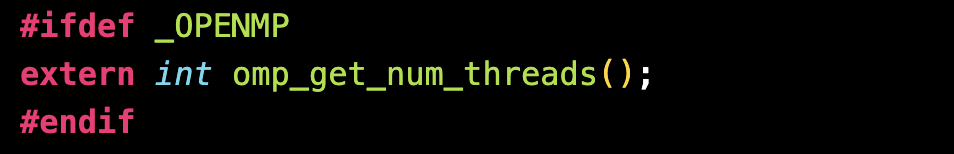 #ifdef _OPENMP
extern int omp_get_num_threads();
#endif